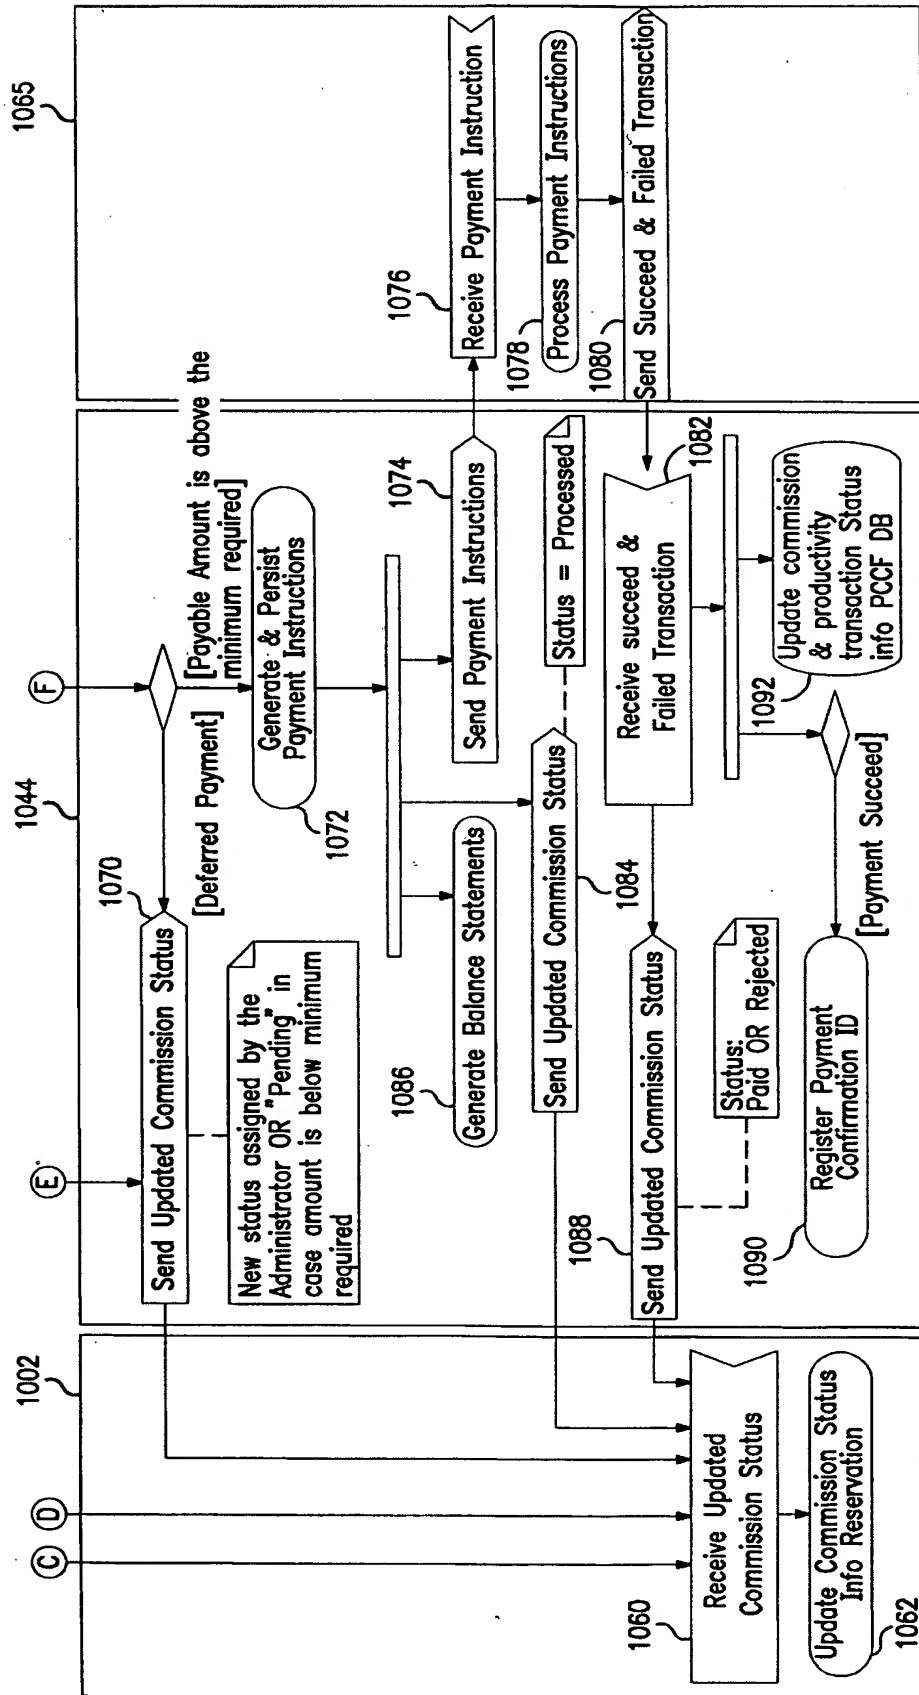 1002
1044
1065
C
D
E
F
1070
Send Updated Commission Status
[Deferred Payment]
[Payable Amount is above the
minimum required]
New status assigned by the
Administrator OR "Pending" in
case amount is below minimum
required
Generate & Persist
Payment Instructions
1072
1086
Generate Balance Statements
Send Payment Instructions
1074
1076
Receive Payment Instruction
Send Updated Commission Status
1084
Status = Processed
1078
Process Payment Instructions
1060
Receive Updated
Commission Status
1088
Send Updated Commission Status
Receive succeed &
Failed Transaction
1082
1080
Send Succeed & Failed Transaction
Status:
Paid OR Rejected
Update Commission Status
Info Reservation
1062
1090
Register Payment
Confirmation ID
[Payment Succeed]
1092
Update commission
& productivity
transaction Status
info PCCF DB